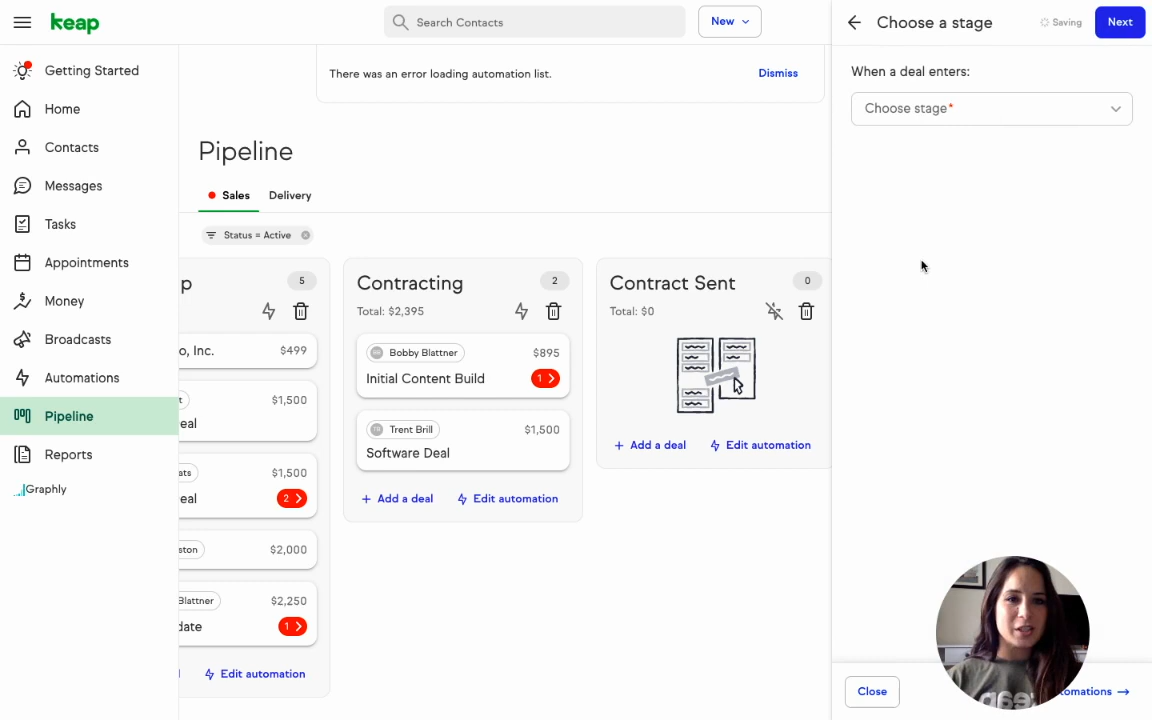 keap
Search Contacts
New
Choose a stage
Saving
Next
Getting Started
Home
Contacts
Messages
Tasks
Appointments
Money
Broadcasts
Automations
Pipeline
Reports
Graphly
There was an error loading automation list.
Dismiss
Pipeline
Sales
Delivery
Status = Active
p
5
o, Inc.
$499
t
$1,500
eal
ats
$1,500
eal
2
ston
$2,000
Blattner
$2,250
date
1
Edit automation
Contracting
2
Total: $2,395
Bobby Blattner
$895
Initial Content Build
1
Trent Brill
$1,500
Software Deal
+ Add a deal
Edit automation
Contract Sent
0
Total: $0
+ Add a deal
Edit automation
When a deal enters:
Choose stage*
Close
omations →